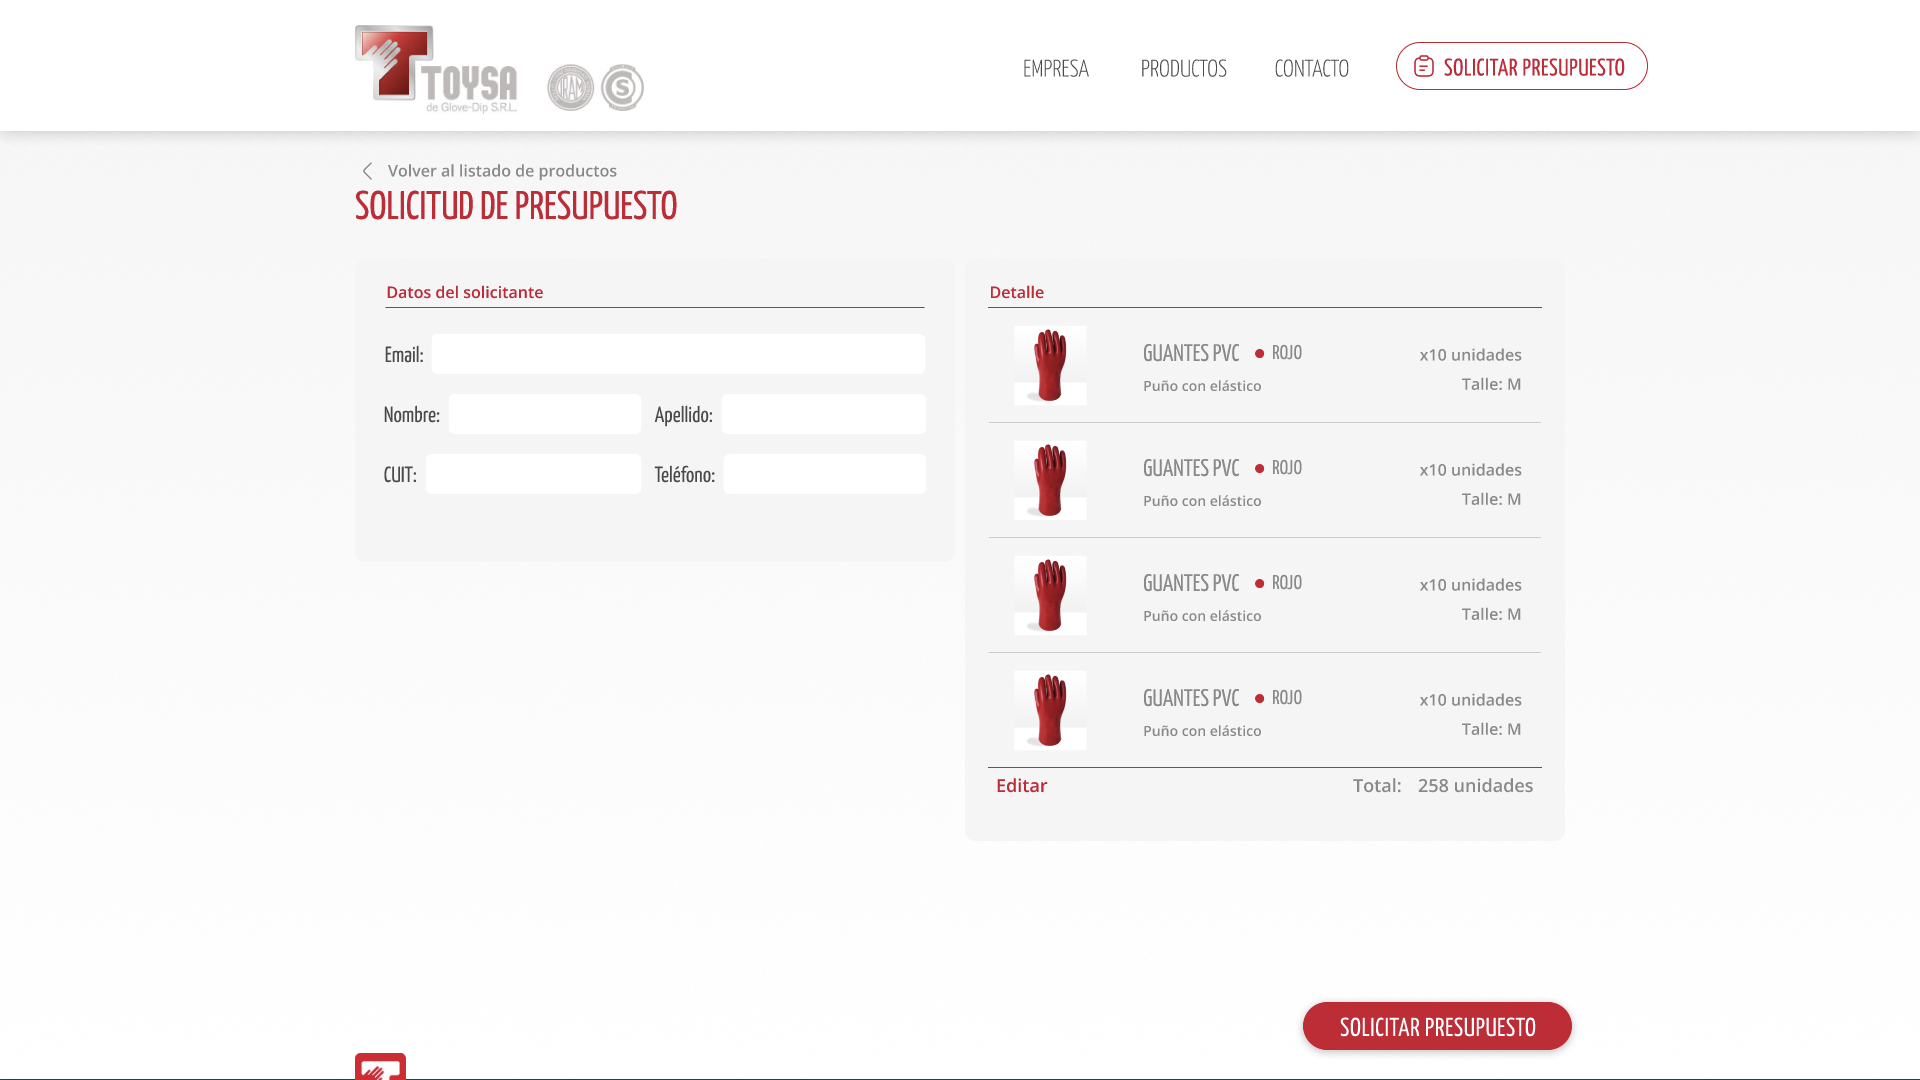 TOYSA
de Glove-Dip S.R.L.
IRAM
S
EMPRESA
PRODUCTOS
CONTACTO
SOLICITAR PRESUPUESTO
Volver al listado de productos
SOLICITUD DE PRESUPUESTO
Datos del solicitante
Email:
Nombre:
Apellido:
CUIT:
Teléfono:
Detalle
GUANTES PVC ROJO
Puño con elástico
x10 unidades
Talle: M
GUANTES PVC ROJO
Puño con elástico
x10 unidades
Talle: M
GUANTES PVC ROJO
Puño con elástico
x10 unidades
Talle: M
GUANTES PVC ROJO
Puño con elástico
x10 unidades
Talle: M
Editar
Total: 258 unidades
SOLICITAR PRESUPUESTO